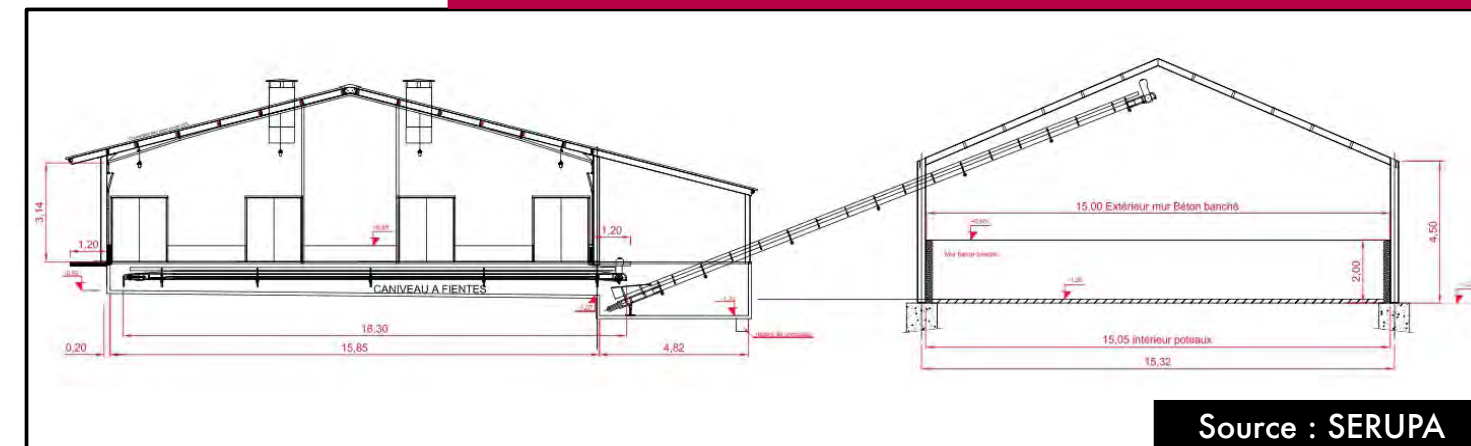 3,14
1,20
1,20
CANIVEAU A FIENTES
16,30
0,20
15,85
4,82
15,00 Extérieur mur Béton banché
4,50
2,00
15,05 intérieur poteaux
15,32
Source : SERUPA